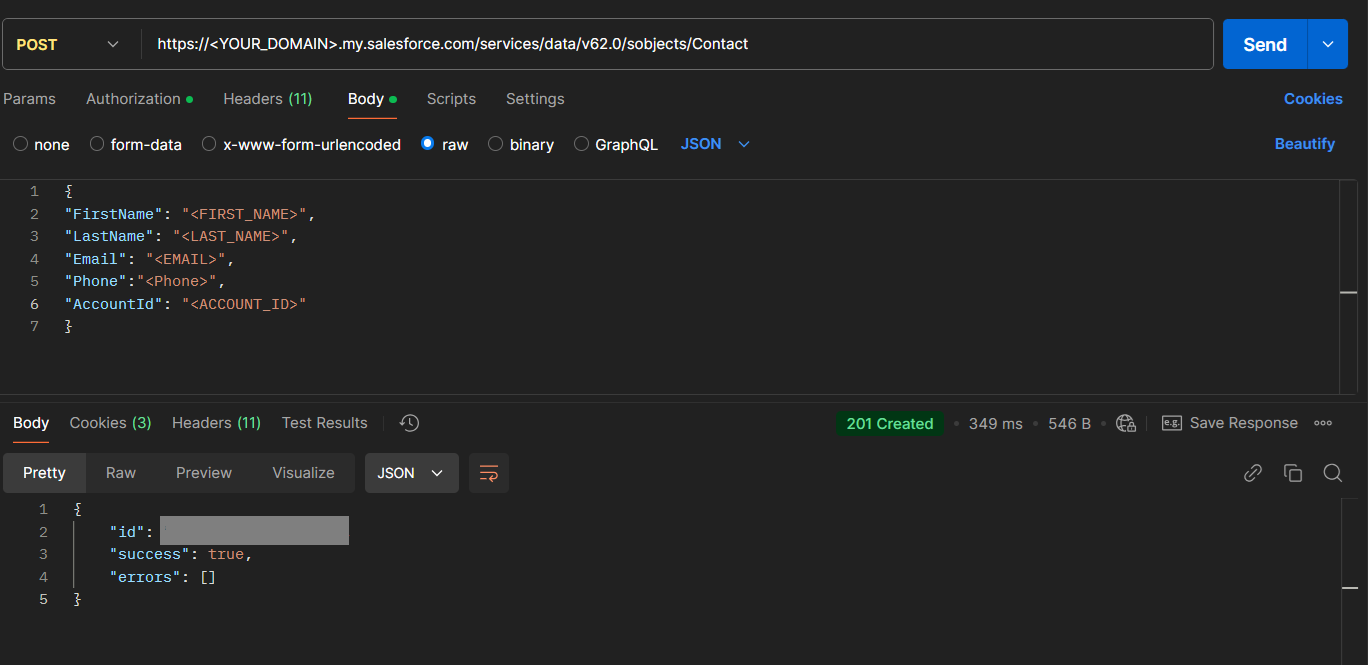 POST https://<YOUR_DOMAIN>.my.salesforce.com/services/data/v62.0/sobjects/Contact Send
Params Authorization Headers (11) Body Scripts Settings Cookies
none form-data x-www-form-urlencoded raw binary GraphQL JSON Beautify
1 {
2 "FirstName": "<FIRST_NAME>",
3 "LastName": "<LAST_NAME>",
4 "Email": "<EMAIL>",
5 "Phone":"<Phone>",
6 "AccountId": "<ACCOUNT_ID>"
7 }
Body Cookies (3) Headers (11) Test Results 201 Created 349 ms 546 B e.g. Save Response
Pretty Raw Preview Visualize JSON
1 {
2 "id":
3 "success": true,
4 "errors": []
5 }